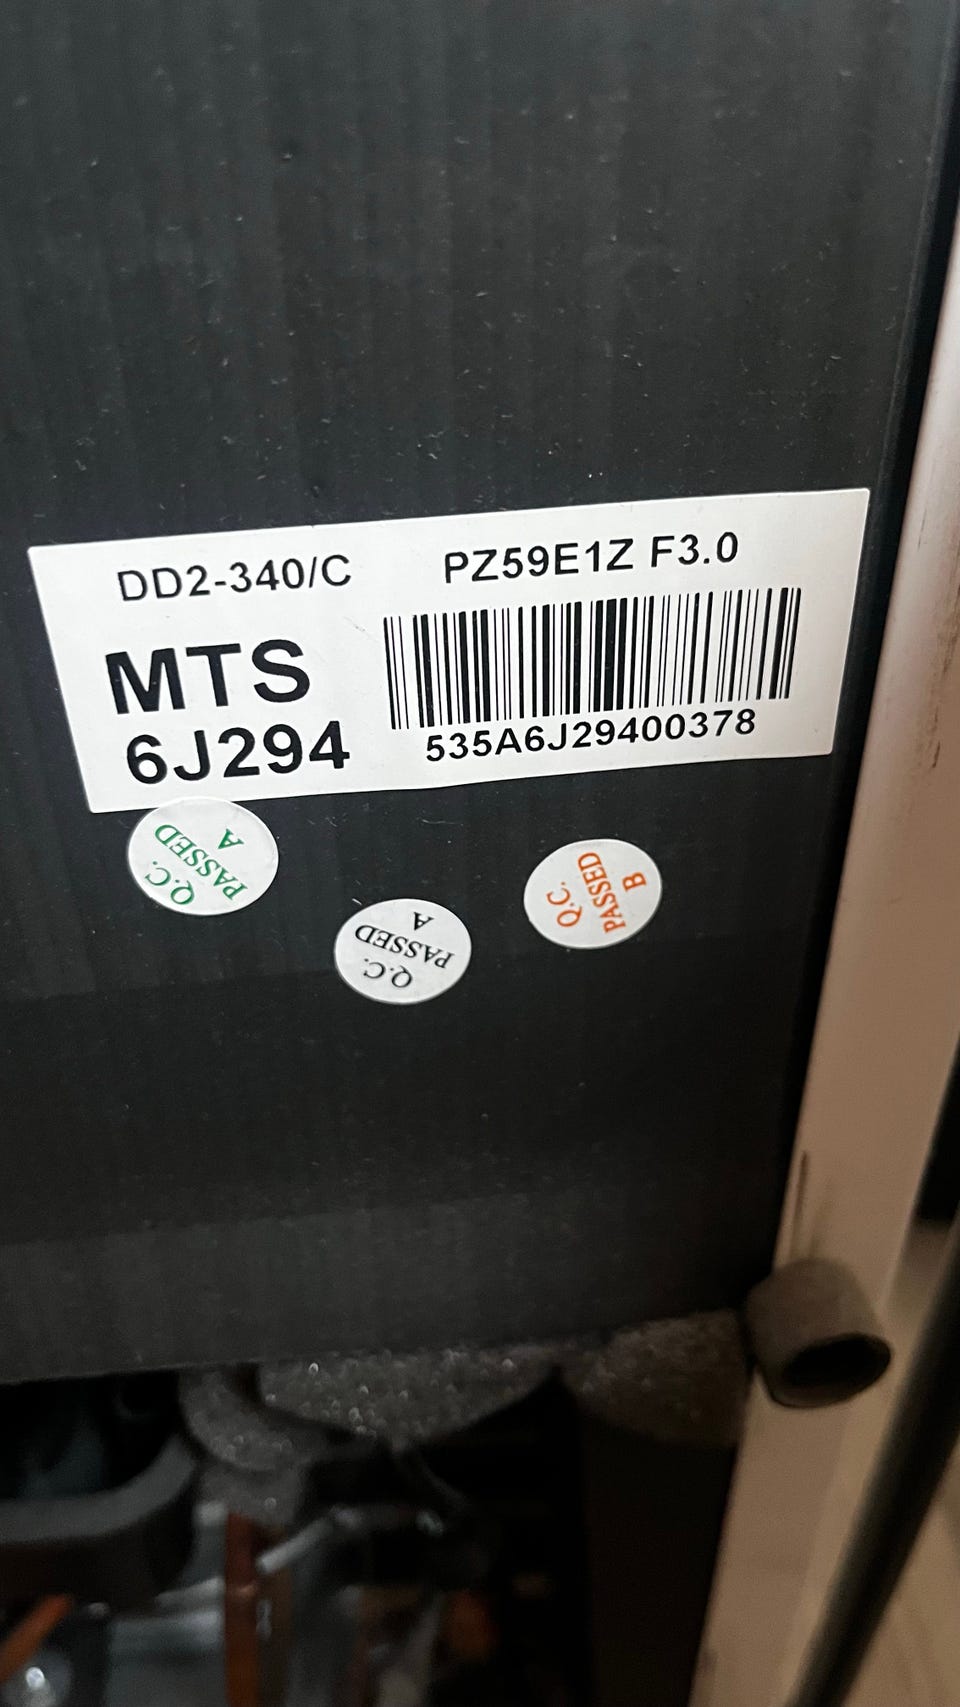 DD2-340/C PZ59E1Z F3.0
MTS
6J294
535A6J29400378
Q.C.
PASSED
A
Q.C.
PASSED
A
Q.C.
PASSED
B